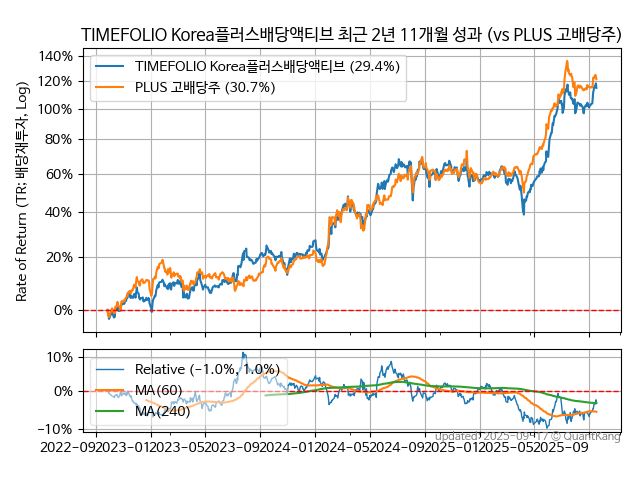 TIMEFOLIO Korea플러스배당액티브 최근 2년 11개월 성과 (vs PLUS 고배당주)
140%
120%
100%
80%
60%
40%
20%
0%
Rate of Return (TR; 배당재투자, Log)
TIMEFOLIO Korea플러스배당액티브 (29.4%)
PLUS 고배당주 (30.7%)
10%
0%
−10%
Relative (−1.0%, 1.0%)
MA(60)
MA(240)
2022−09 2023−01 2023−05 2023−09 2024−01 2024−05 2024−09 2025−01 2025−05 2025−09
© QuantKang